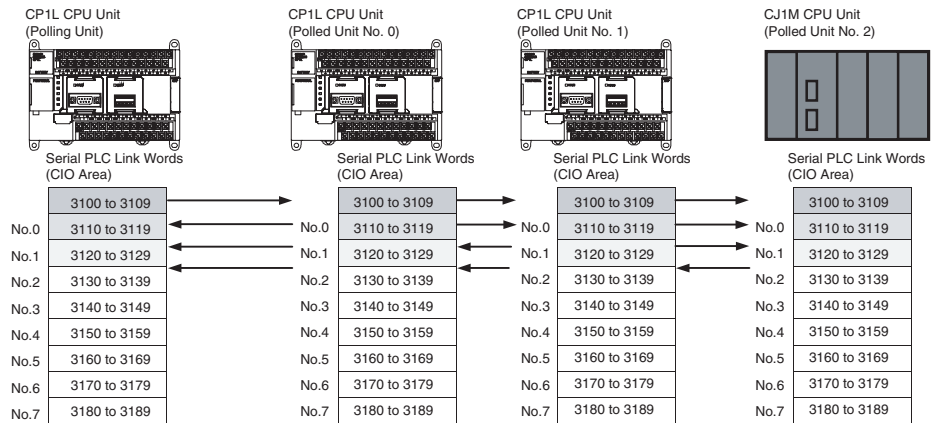 CP1L CPU Unit
(Polling Unit)
CP1L CPU Unit
(Polled Unit No. 0)
CP1L CPU Unit
(Polled Unit No. 1)
CJ1M CPU Unit
(Polled Unit No. 2)
Serial PLC Link Words
(CIO Area)
3100 to 3109
No.0 3110 to 3119
No.1 3120 to 3129
No.2 3130 to 3139
No.3 3140 to 3149
No.4 3150 to 3159
No.5 3160 to 3169
No.6 3170 to 3179
No.7 3180 to 3189
Serial PLC Link Words
(CIO Area)
3100 to 3109
No.0 3110 to 3119
No.1 3120 to 3129
No.2 3130 to 3139
No.3 3140 to 3149
No.4 3150 to 3159
No.5 3160 to 3169
No.6 3170 to 3179
No.7 3180 to 3189
Serial PLC Link Words
(CIO Area)
3100 to 3109
No.0 3110 to 3119
No.1 3120 to 3129
No.2 3130 to 3139
No.3 3140 to 3149
No.4 3150 to 3159
No.5 3160 to 3169
No.6 3170 to 3179
No.7 3180 to 3189
Serial PLC Link Words
(CIO Area)
3100 to 3109
No.0 3110 to 3119
No.1 3120 to 3129
No.2 3130 to 3139
No.3 3140 to 3149
No.4 3150 to 3159
No.5 3160 to 3169
No.6 3170 to 3179
No.7 3180 to 3189